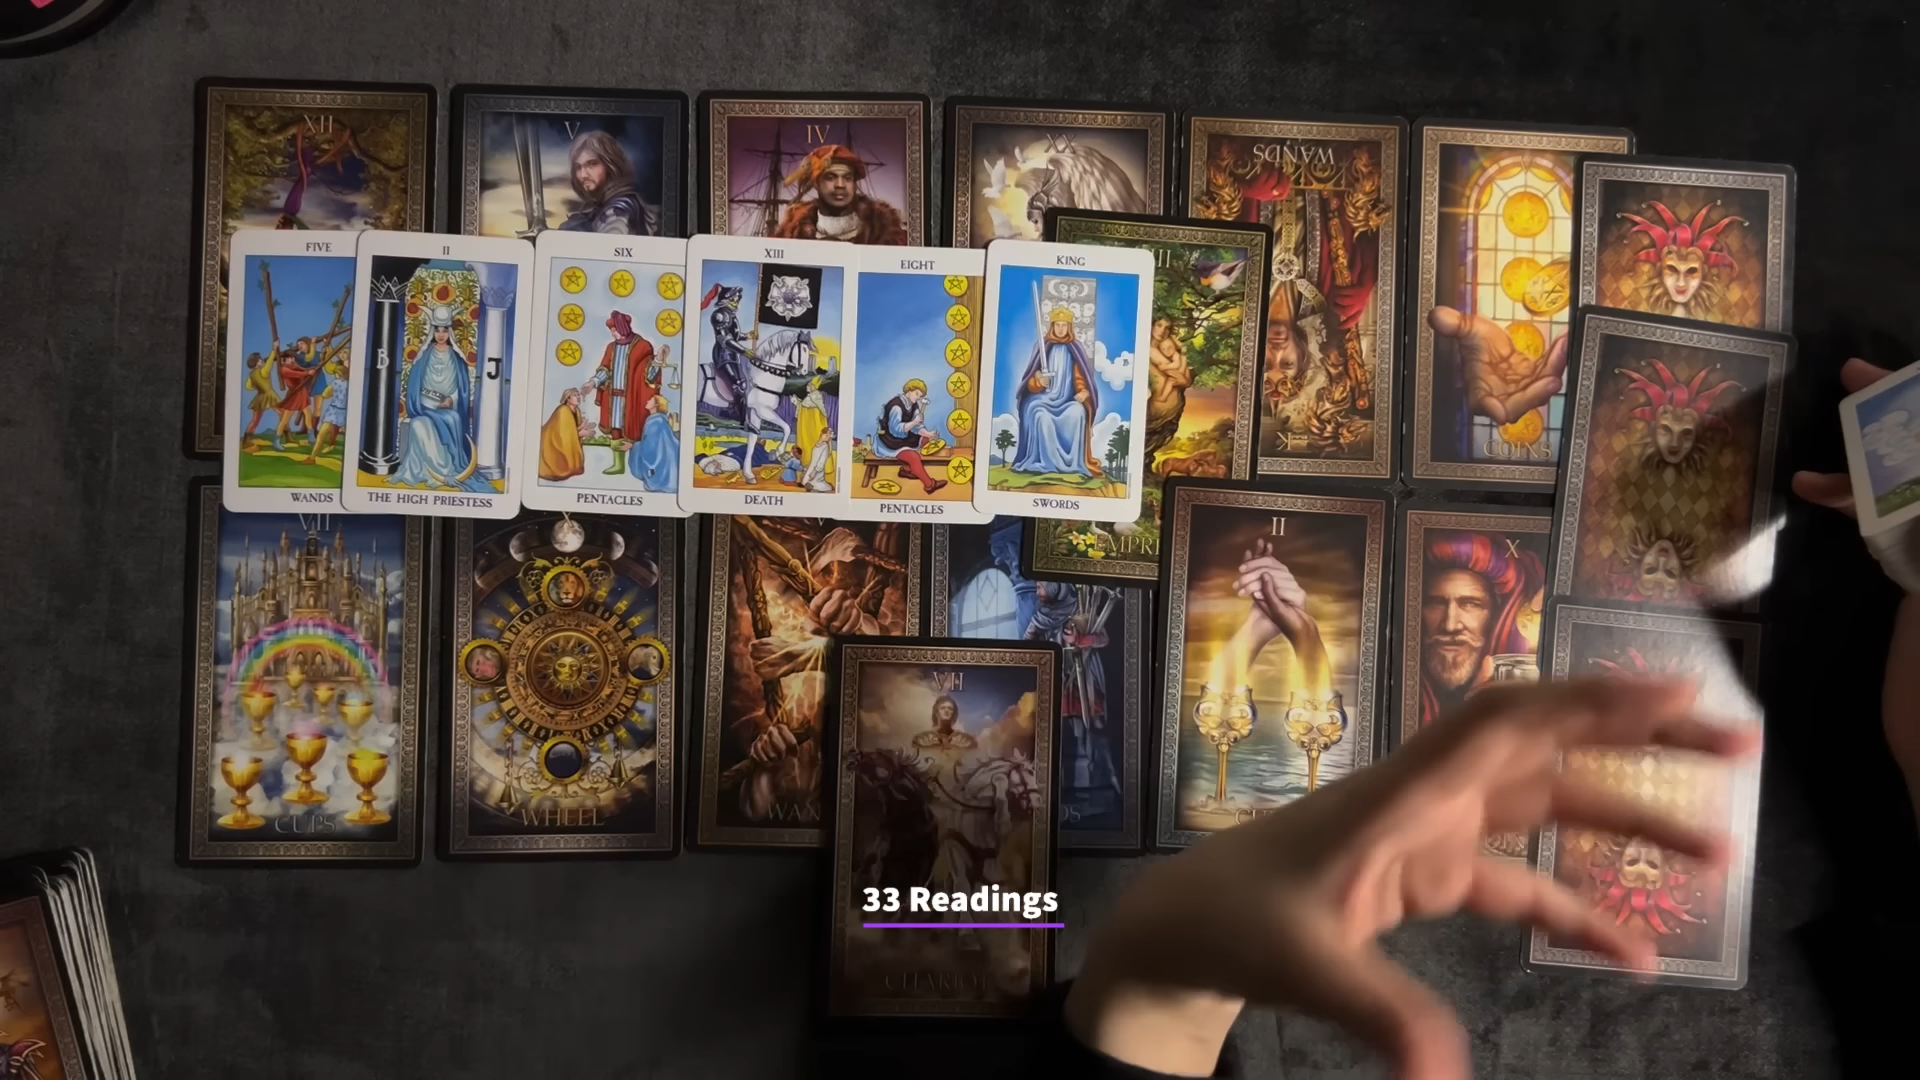 XII
V
IV
XX
WANDS
FIVE
II
SIX
XIII
EIGHT
KING
B
J
WANDS
THE HIGH PRIESTESS
PENTACLES
DEATH
PENTACLES
SWORDS
COINS
VII
II
X
VII
CUPS
WHEEL
33 Readings
CHARIOT